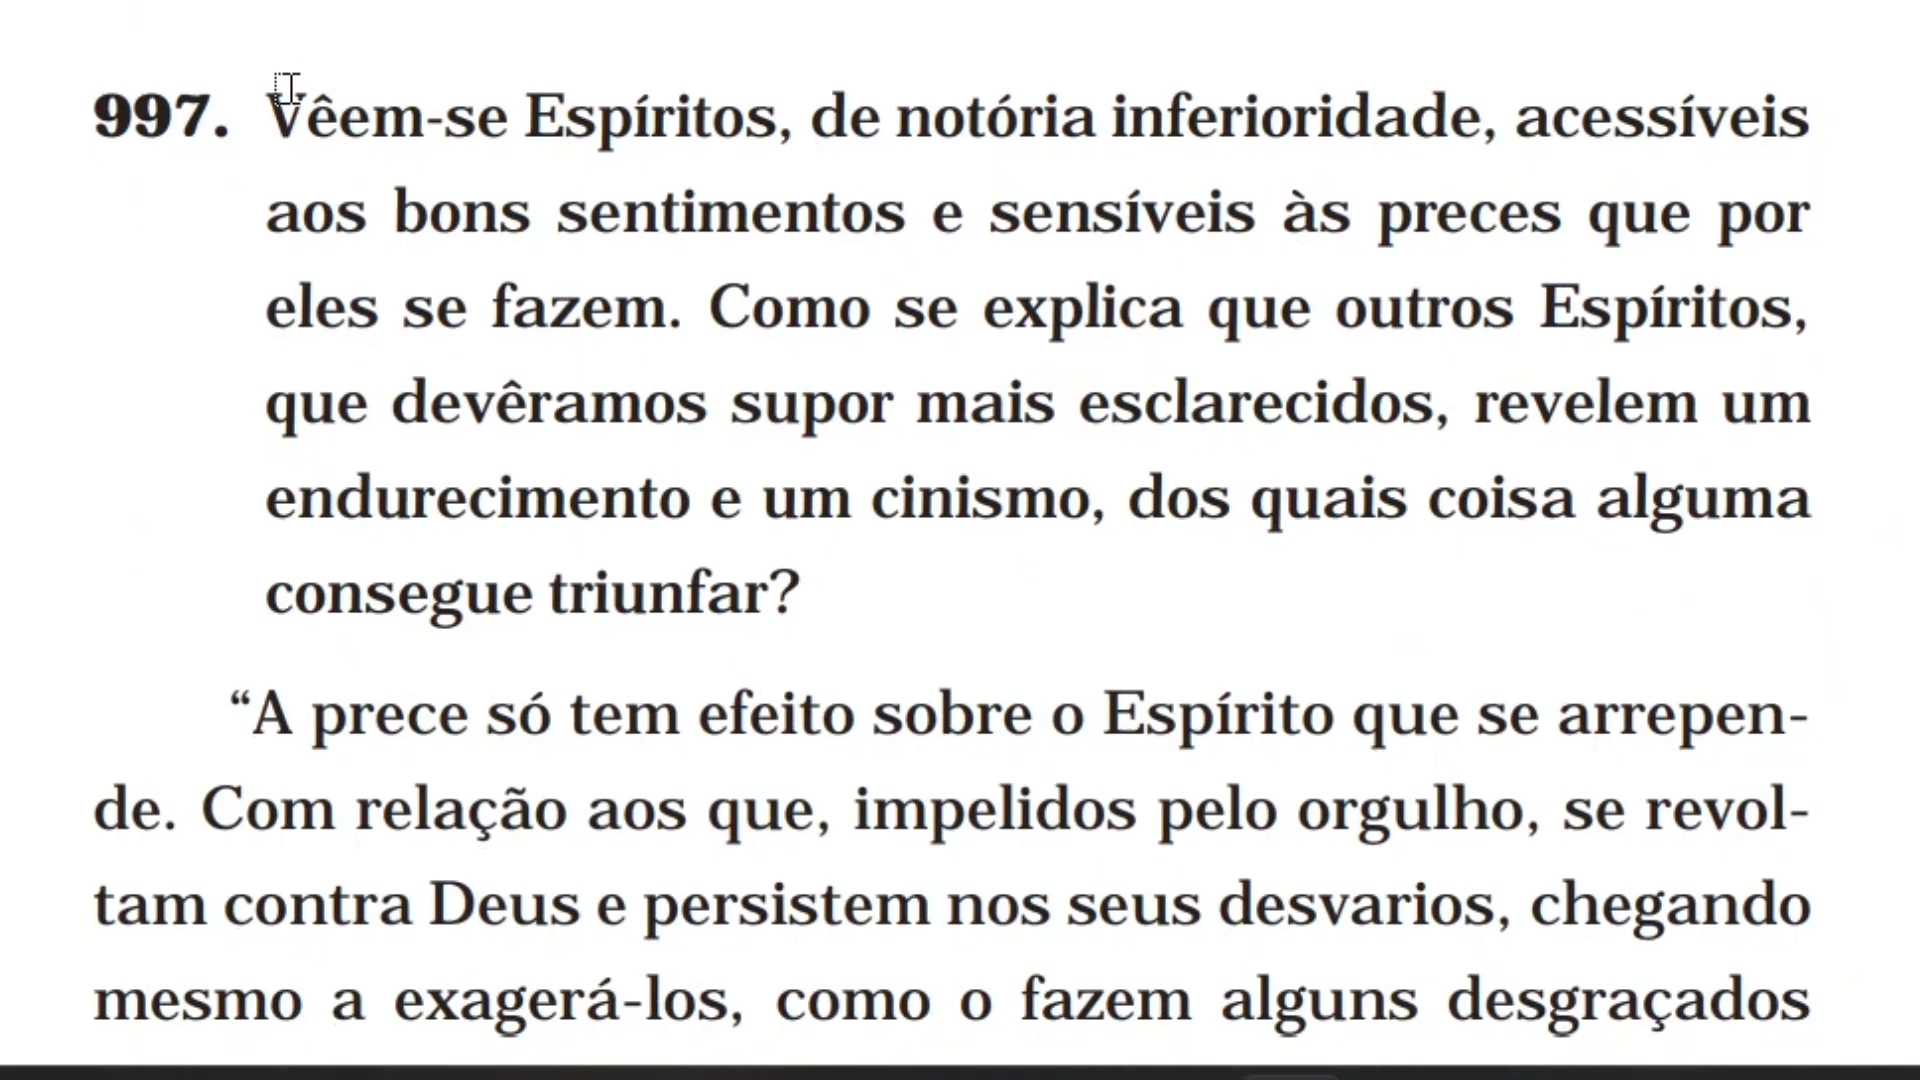 997. Vêem-se Espíritos, de notória inferioridade, acessíveis
aos bons sentimentos e sensíveis às preces que por
eles se fazem. Como se explica que outros Espíritos,
que devêramos supor mais esclarecidos, revelem um
endurecimento e um cinismo, dos quais coisa alguma
consegue triunfar?
“A prece só tem efeito sobre o Espírito que se arrepen-
de. Com relação aos que, impelidos pelo orgulho, se revol-
tam contra Deus e persistem nos seus desvarios, chegando
mesmo a exagerá-los, como o fazem alguns desgraçados